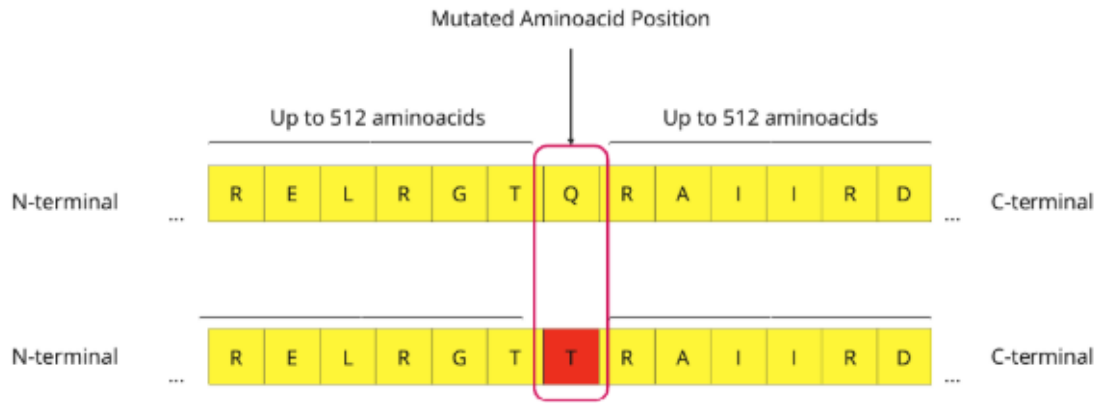 Mutated Aminoacid Position
Up to 512 aminoacids Up to 512 aminoacids
N-terminal ... R E L R G T Q R A I I R D ... C-terminal
N-terminal ... R E L R G T T R A I I R D ... C-terminal